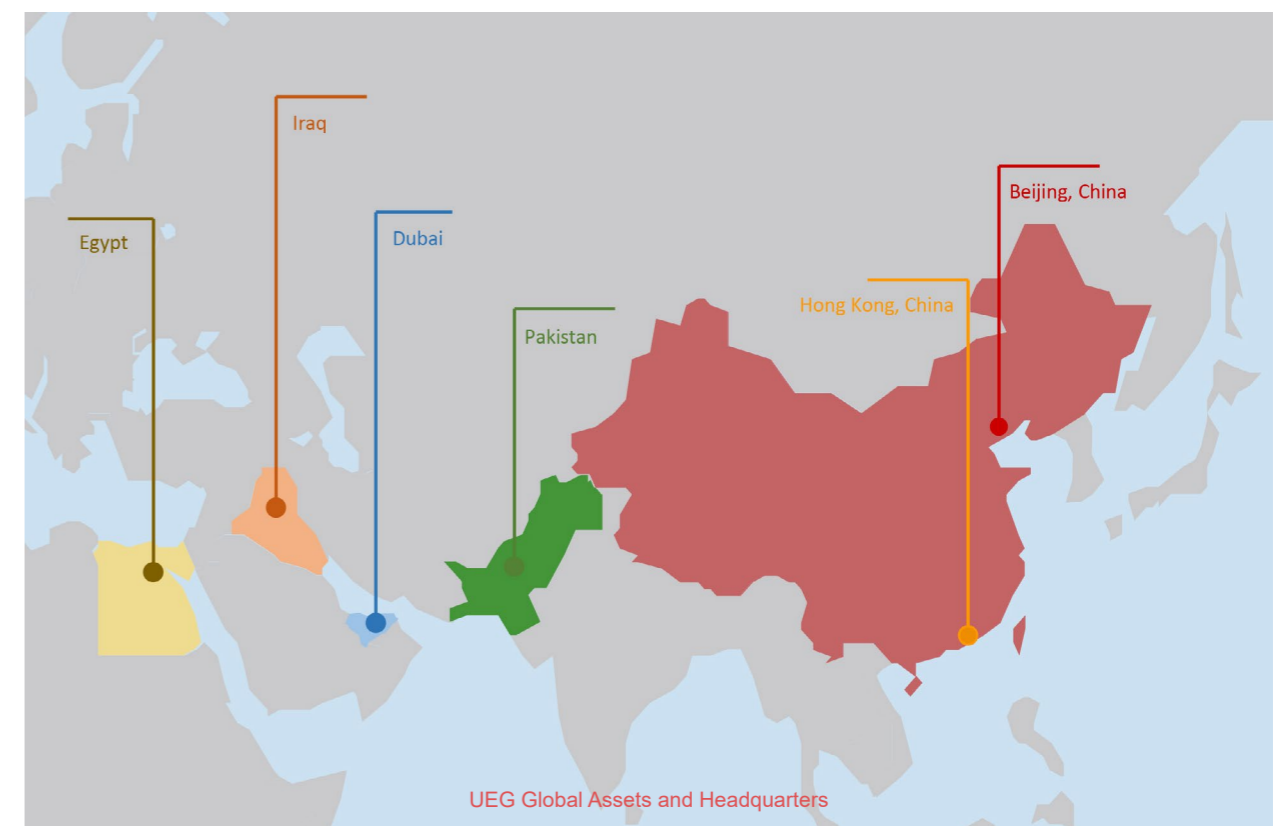 Iraq
Beijing, China
Egypt
Dubai
Hong Kong, China
Pakistan
UEG Global Assets and Headquarters